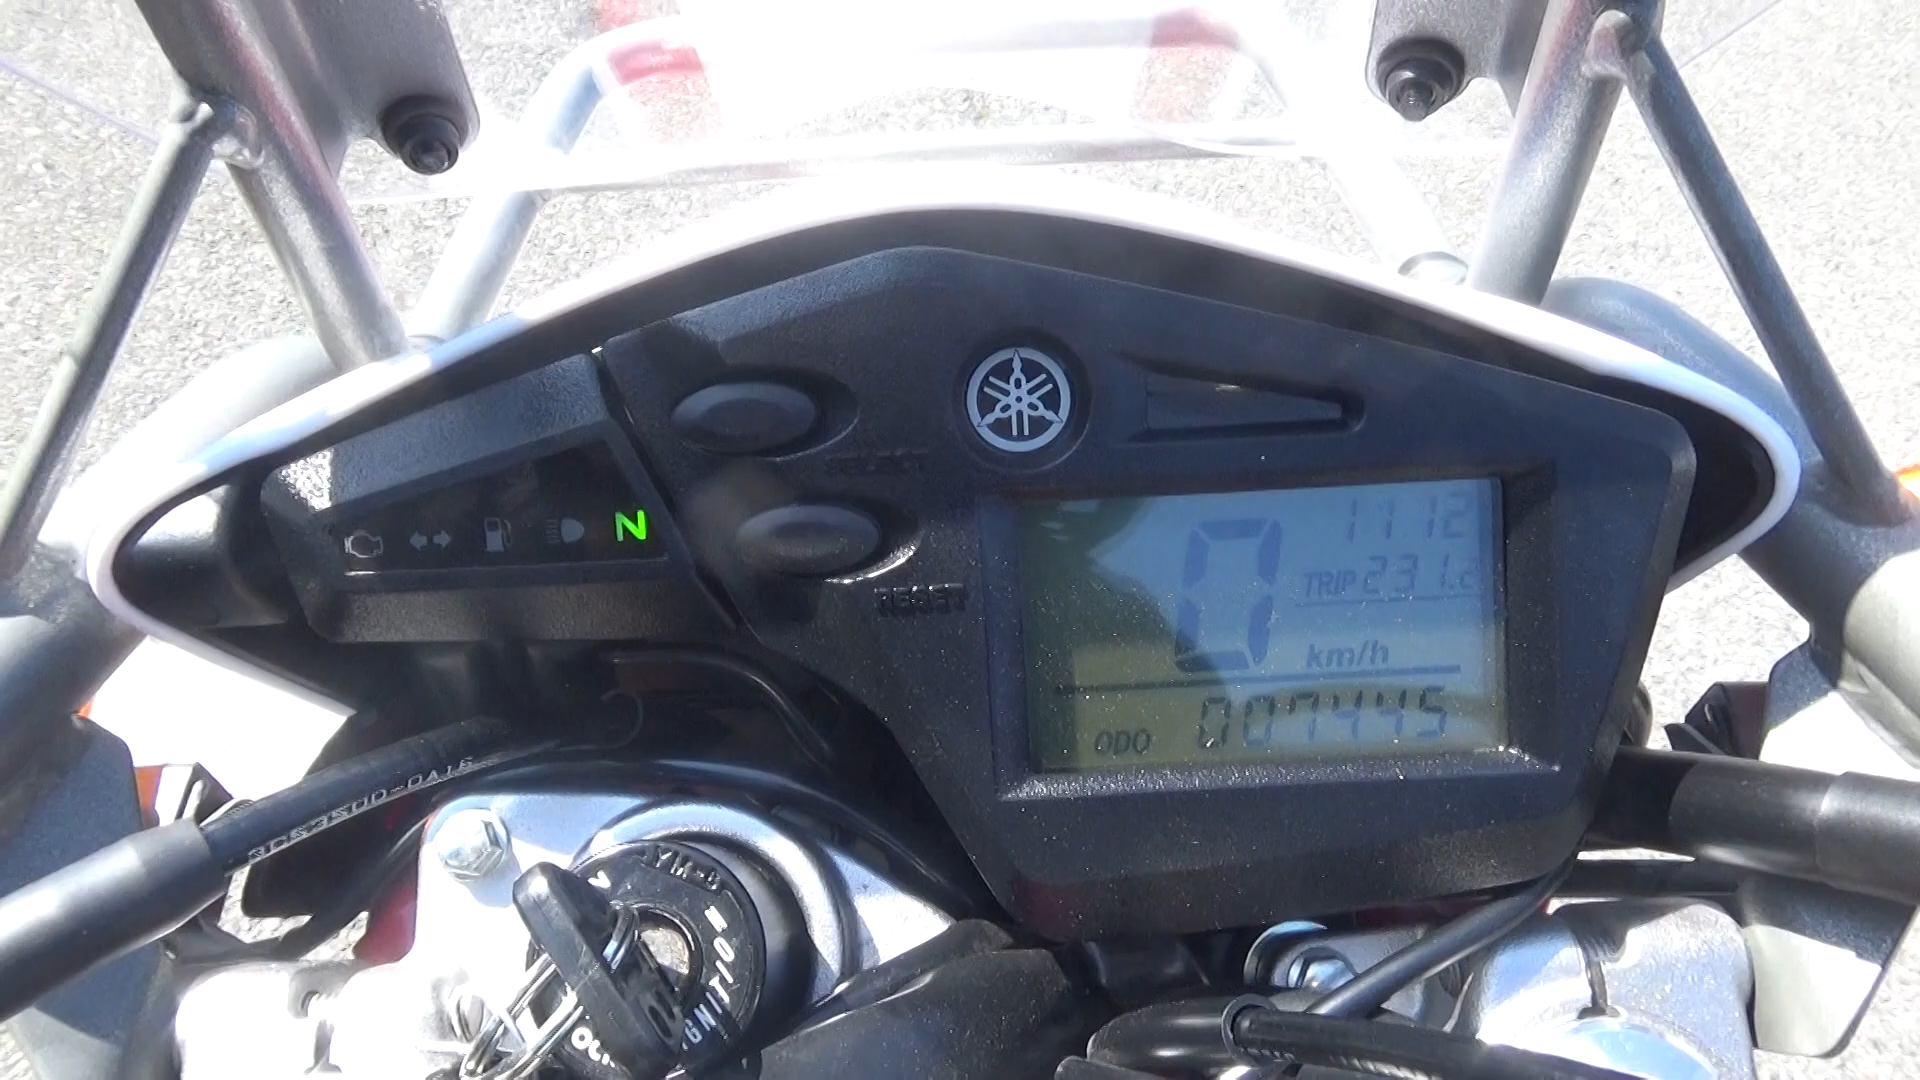 11:12
0
TRIP 231.2
km/h
ODO 007445
SELECT
RESET
N
IGNITION